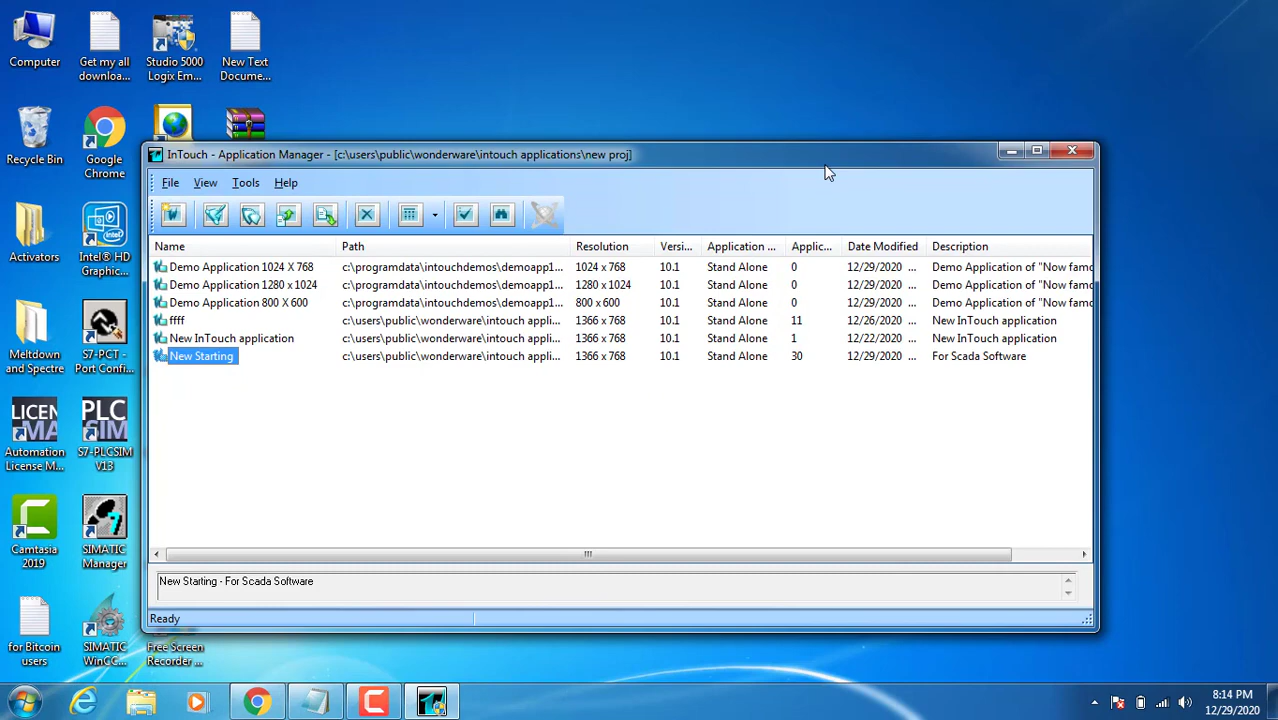 Computer
Get my all
downloa...
Studio 5000
Logix Em...
New Text
Docume...
Recycle Bin
Google
Chrome
Activators
Intel® HD
Graphic...
Meltdown
and Spectre
S7-PCT -
Port Confi...
Automation
License M...
S7-PLCSIM
V13
Camtasia
2019
SIMATIC
Manager
for Bitcoin
users
SIMATIC
WinCC...
Free Screen
Recorder ...
InTouch - Application Manager - [c:\users\public\wonderware\intouch applications\new proj]
File View Tools Help
Name Path Resolution Versi... Application ... Applic... Date Modified Description
Demo Application 1024 X 768 c:\programdata\intouchdemos\demoapp1... 1024 x 768 10.1 Stand Alone 0 12/29/2020 ... Demo Application of "Now famo
Demo Application 1280 x 1024 c:\programdata\intouchdemos\demoapp1... 1280 x 1024 10.1 Stand Alone 0 12/29/2020 ... Demo Application of "Now famo
Demo Application 800 X 600 c:\programdata\intouchdemos\demoapp1... 800 x 600 10.1 Stand Alone 0 12/29/2020 ... Demo Application of "Now famo
ffff c:\users\public\wonderware\intouch appli... 1366 x 768 10.1 Stand Alone 11 12/26/2020 ... New InTouch application
New InTouch application c:\users\public\wonderware\intouch appli... 1366 x 768 10.1 Stand Alone 1 12/22/2020 ... New InTouch application
New Starting c:\users\public\wonderware\intouch appli... 1366 x 768 10.1 Stand Alone 30 12/29/2020 ... For Scada Software
New Starting - For Scada Software
Ready
8:14 PM
12/29/2020